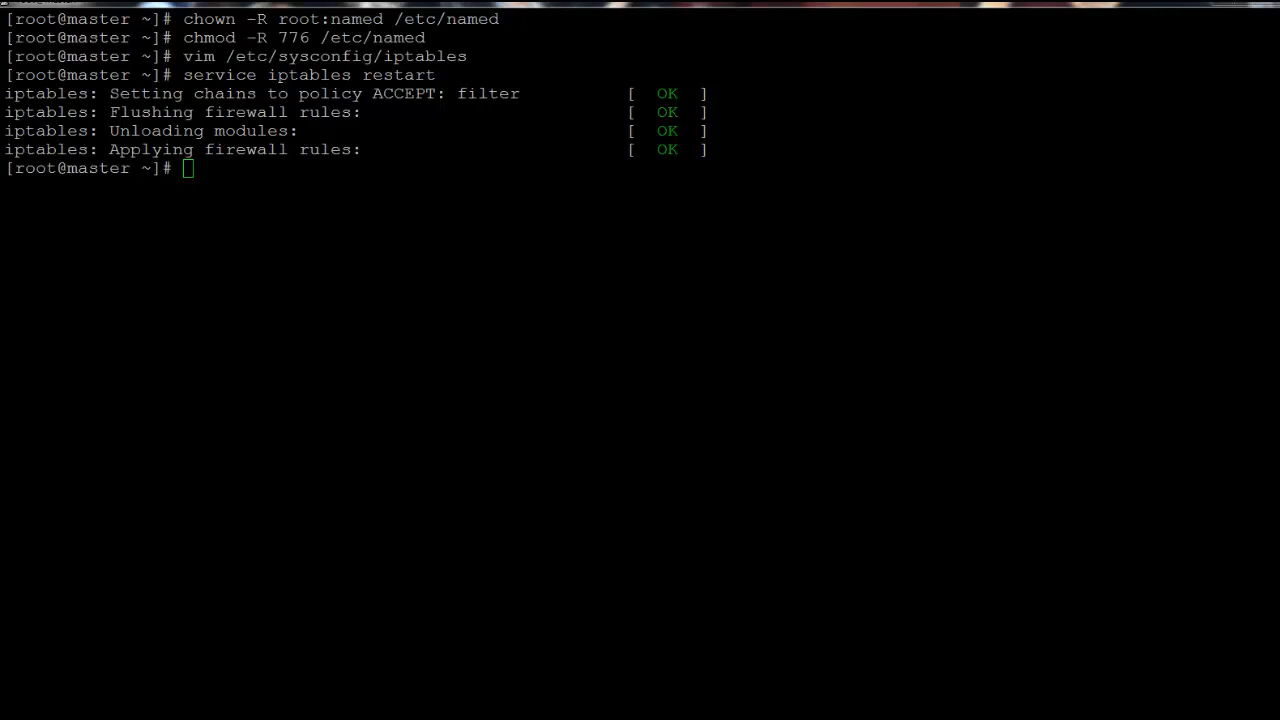 [root@master ~]# chown -R root:named /etc/named
[root@master ~]# chmod -R 776 /etc/named
[root@master ~]# vim /etc/sysconfig/iptables
[root@master ~]# service iptables restart
iptables: Setting chains to policy ACCEPT: filter [ OK ]
iptables: Flushing firewall rules: [ OK ]
iptables: Unloading modules: [ OK ]
iptables: Applying firewall rules: [ OK ]
[root@master ~]#